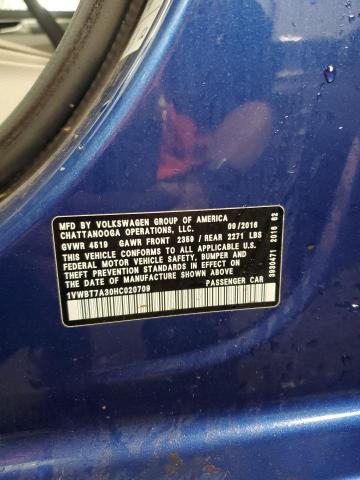 MFD BY VOLKSWAGEN GROUP OF AMERICA
CHATTANOOGA OPERATIONS, LLC. 09/2016
GVWR 4519 GAWR FRONT 2359 / REAR 2271 LBS
THIS VEHICLE CONFORMS TO ALL APPLICABLE U.S.
FEDERAL MOTOR VEHICLE SAFETY, BUMPER AND
THEFT PREVENTION STANDARDS IN EFFECT ON
THE DATE OF MANUFACTURE SHOWN ABOVE.
1VWBT7A30HC020709 PASSENGER CAR
3930471 2016 62